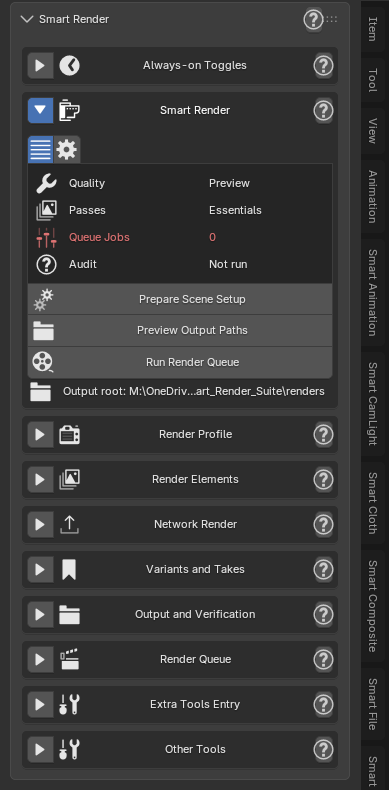 Smart Render
Always-on Toggles
Smart Render
Quality Preview
Passes Essentials
Queue Jobs 0
Audit Not run
Prepare Scene Setup
Preview Output Paths
Run Render Queue
Output root: M:\OneDriv...art_Render_Suite\renders
Render Profile
Render Elements
Network Render
Variants and Takes
Output and Verification
Render Queue
Extra Tools Entry
Other Tools
Item
Tool
View
Animation
Smart Animation
Smart CamLight
Smart Cloth
Smart Composite
Smart File
Smart